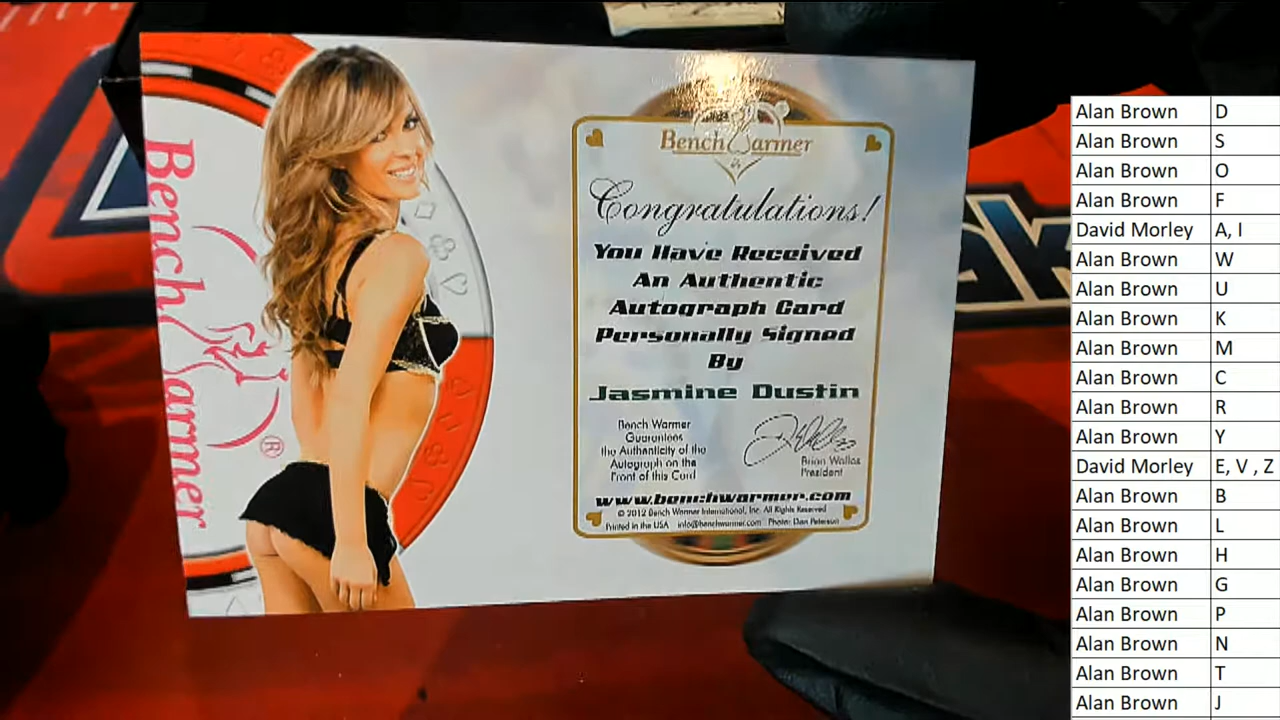 Bench Warmer ®
Bench Warmer
Congratulations!
You Have Received
An Authentic
Autograph Card
Personally Signed
By
Jasmine Dustin
Bench Warmer
Guarantees
the Authenticity of the
Autograph on the
Front of this Card
Brian Wallos
President
www.benchwarmer.com
© 2012 Bench Warmer International, Inc. All Rights Reserved
Printed in the USA info@benchwarmer.com Photo: Dan Peterson
Alan Brown D
Alan Brown S
Alan Brown O
Alan Brown F
David Morley A, I
Alan Brown W
Alan Brown U
Alan Brown K
Alan Brown M
Alan Brown C
Alan Brown R
Alan Brown Y
David Morley E, V , Z
Alan Brown B
Alan Brown L
Alan Brown H
Alan Brown G
Alan Brown P
Alan Brown N
Alan Brown T
Alan Brown J